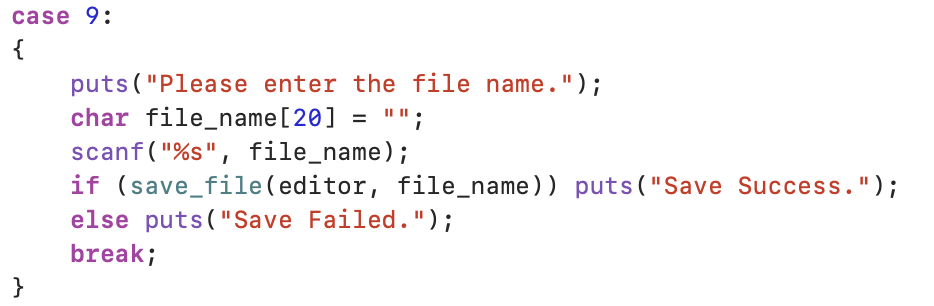 case 9:
{
    puts("Please enter the file name.");
    char file_name[20] = "";
    scanf("%s", file_name);
    if (save_file(editor, file_name)) puts("Save Success.");
    else puts("Save Failed.");
    break;
}